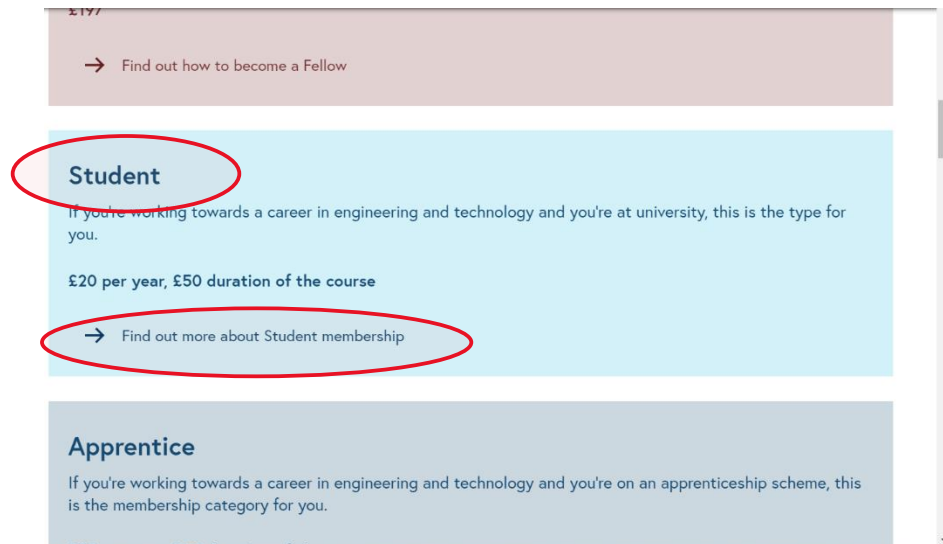 £197
→ Find out how to become a Fellow
Student
If you're working towards a career in engineering and technology and you're at university, this is the type for
you.
£20 per year, £50 duration of the course
→ Find out more about Student membership
Apprentice
If you're working towards a career in engineering and technology and you're on an apprenticeship scheme, this
is the membership category for you.